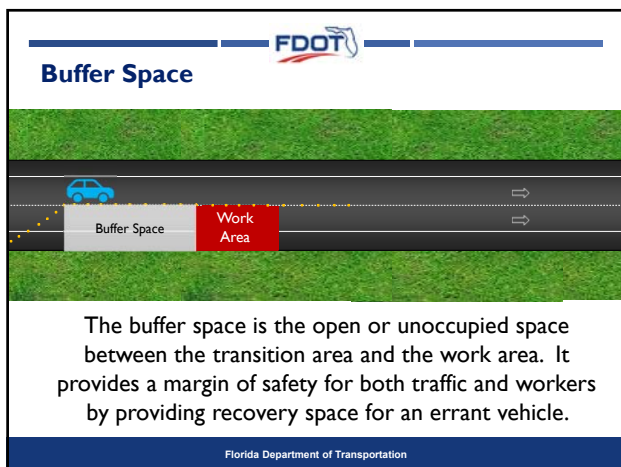 FDOT
Buffer Space
Buffer Space
Work
Area
The buffer space is the open or unoccupied space
between the transition area and the work area. It
provides a margin of safety for both traffic and workers
by providing recovery space for an errant vehicle.
Florida Department of Transportation